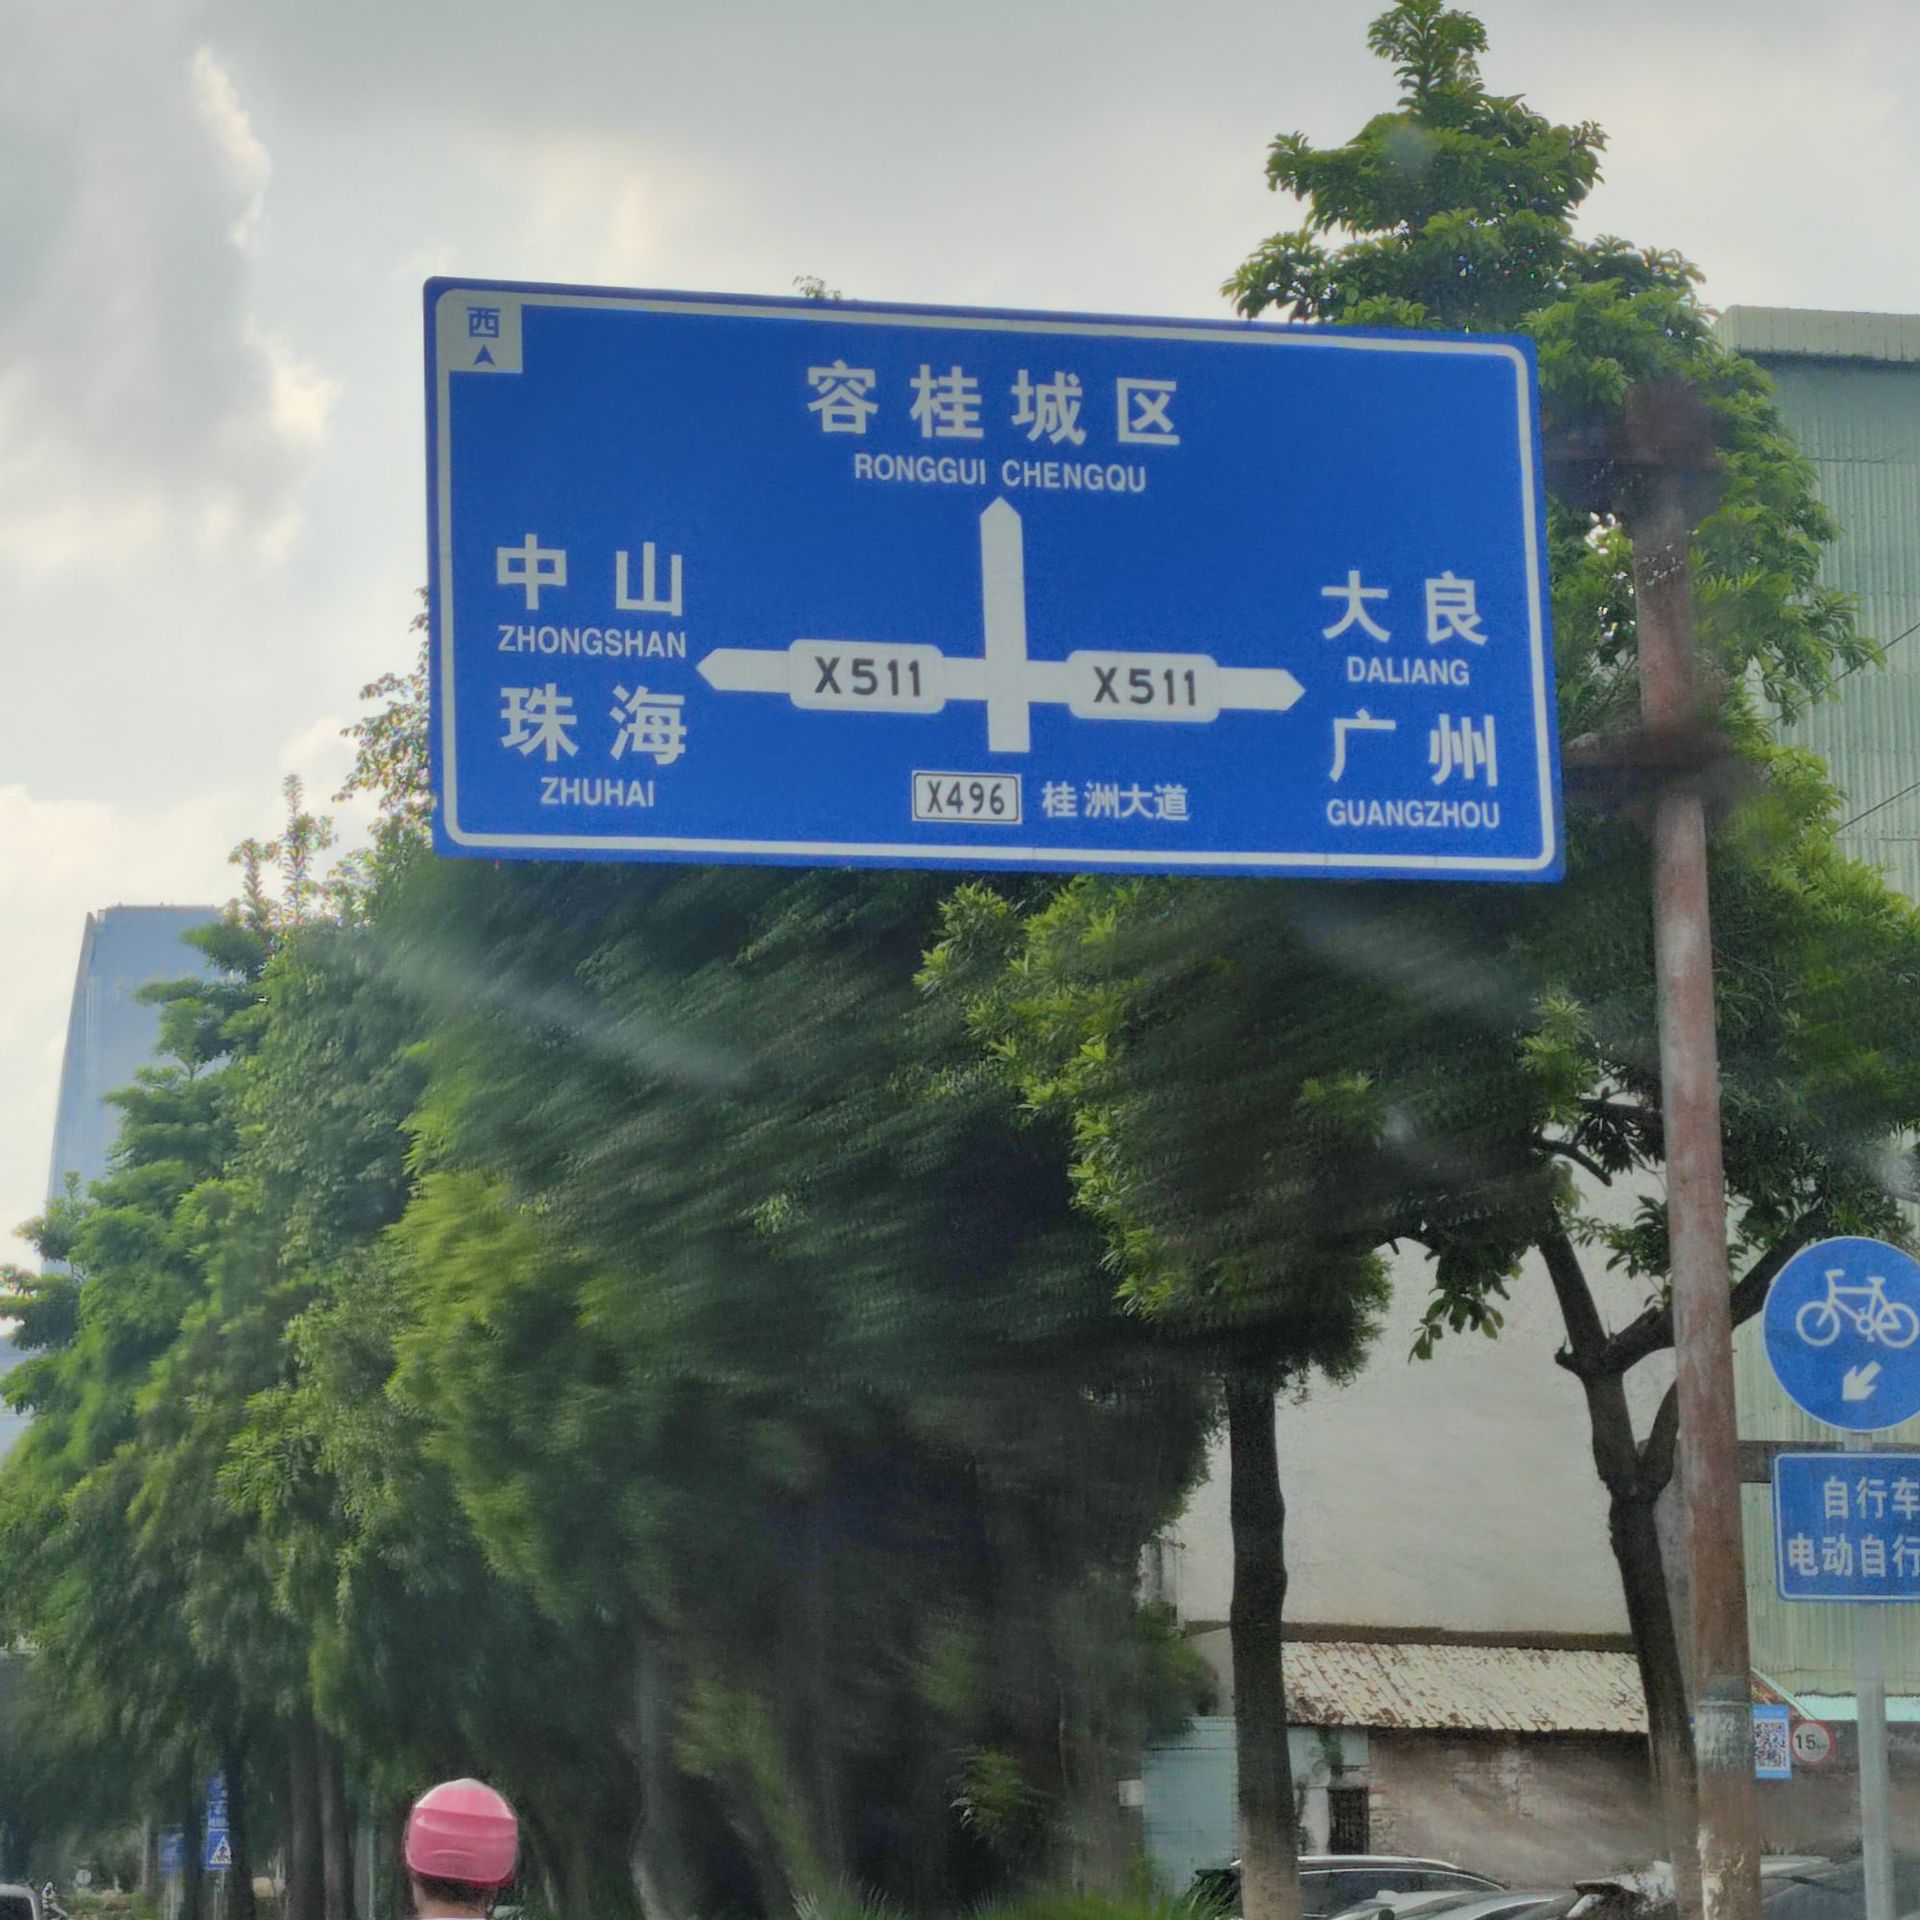 西
容桂城区
RONGGUI CHENGQU
中山
ZHONGSHAN
珠海
ZHUHAI
X511
X511
大良
DALIANG
广州
GUANGZHOU
X496 桂洲大道
自行车
电动自行
15